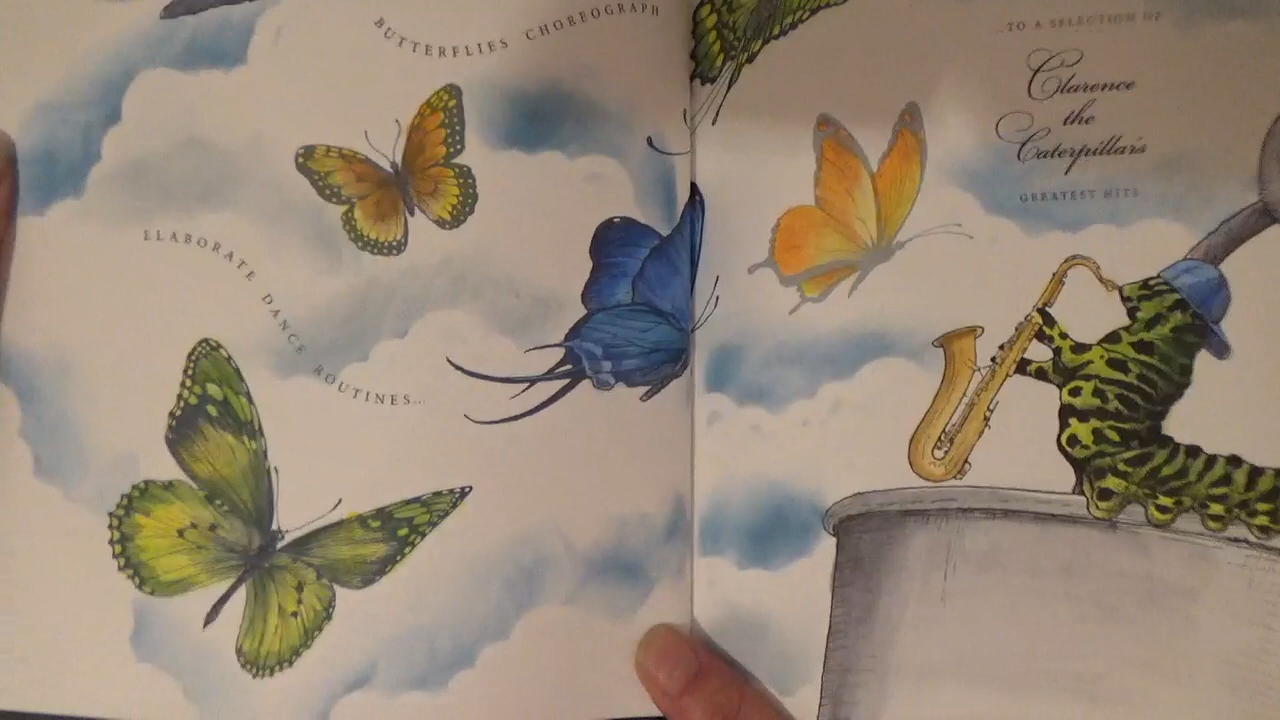 BUTTERFLIES CHOREOGRAPH
ELABORATE DANCE ROUTINES...
...TO A SELECTION OF
Clarence
the
Caterpillar's
GREATEST HITS